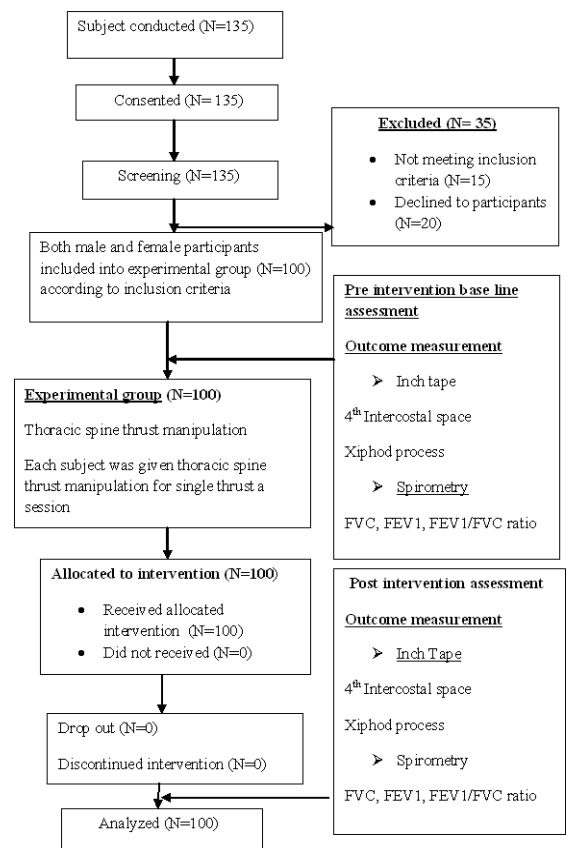 Subject conducted (N=135)
Consented (N= 135)
Excluded (N= 35)
• Not meeting inclusion
criteria (N=15)
• Declined to participants
(N=20)
Screening (N=135)
Both male and female participants
included into experimental group (N=100)
according to inclusion criteria
Pre intervention base line
assessment
Outcome measurement
➢ Inch tape
4th Intercostal space
Xiphod process
➢ Spirometry
FVC, FEV1, FEV1/FVC ratio
Experimental group (N=100)
Thoracic spine thrust manipulation
Each subject was given thoracic spine
thrust manipulation for single thrust a
session
Allocated to intervention (N=100)
• Received allocated
intervention (N=100)
• Did not received (N=0)
Post intervention assessment
Outcome measurement
➢ Inch Tape
4th Intercostal space
Xiphod process
➢ Spirometry
FVC, FEV1, FEV1/FVC ratio
Drop out (N=0)
Discontinued intervention (N=0)
Analyzed (N=100)